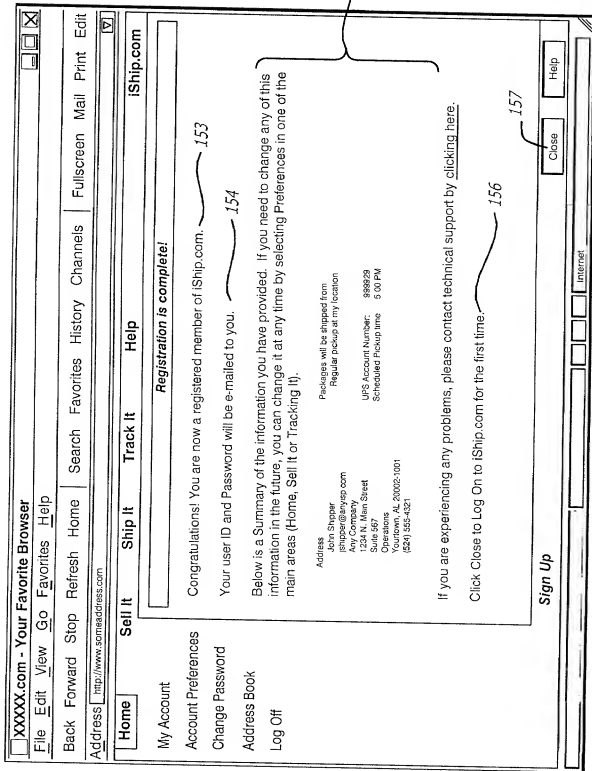 XXXXX.com - Your Favorite Browser
File Edit View Go Favorites Help
Back Forward Stop Refresh Home Search Favorites History Channels Fullscreen Mail Print Edit
Address http://www.someaddress.com
Home Sell It Ship It Track It Help iShip.com
My Account
Account Preferences
Change Password
Address Book
Log Off
Registration is complete!
Congratulations! You are now a registered member of iShip.com. 153
Your user ID and Password will be e-mailed to you. 154
Below is a Summary of the information you have provided. If you need to change any of this
information in the future, you can change it at any time by selecting Preferences in one of the
main areas (Home, Sell It or Tracking It).
Address
John Shipper
jshipper@anyisp com
Any Company
1234 N. Main Street
Suite 567
Operations
Yourtown, AL 20002-1001
(524) 555-4321
Packages will be shipped from
Regular pickup at my location
UPS Account Number: 999929
Scheduled Pickup time 5 00 PM
If you are experiencing any problems, please contact technical support by clicking here.
Click Close to Log On to iShip.com for the first time. 156
157
Sign Up
Close Help
Internet